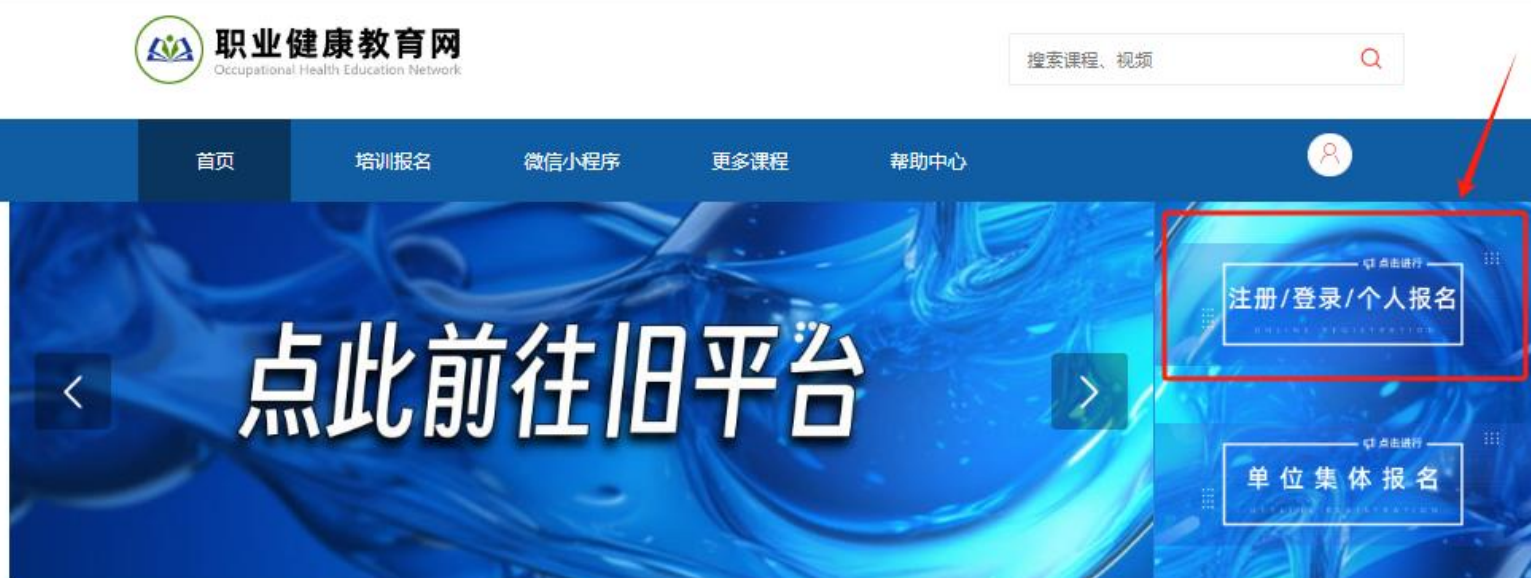 职业健康教育网
Occupational Health Education Network
搜索课程、视频
首页
培训报名
微信小程序
更多课程
帮助中心
点此前往旧平台
点击进行
注册/登录/个人报名
ONLINE REGISTRATION
点击进行
单位集体报名